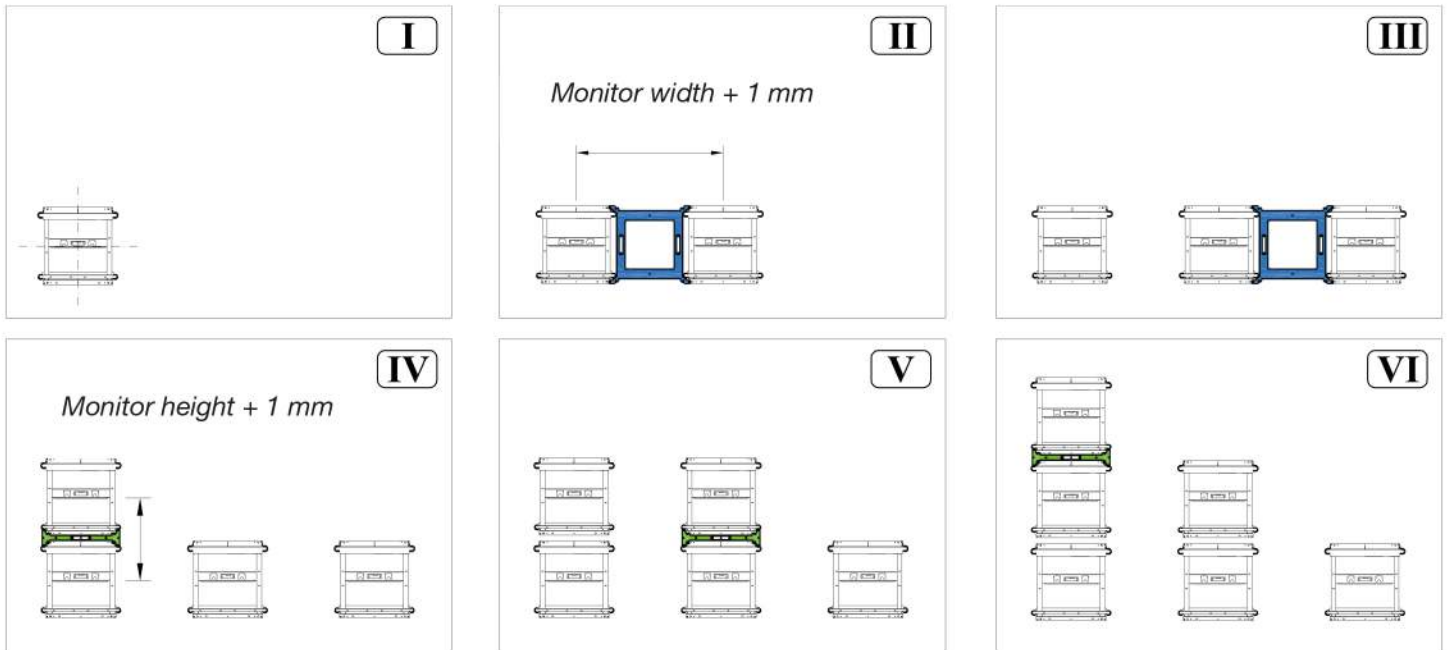 I
II
Monitor width + 1 mm
III
IV
Monitor height + 1 mm
V
VI